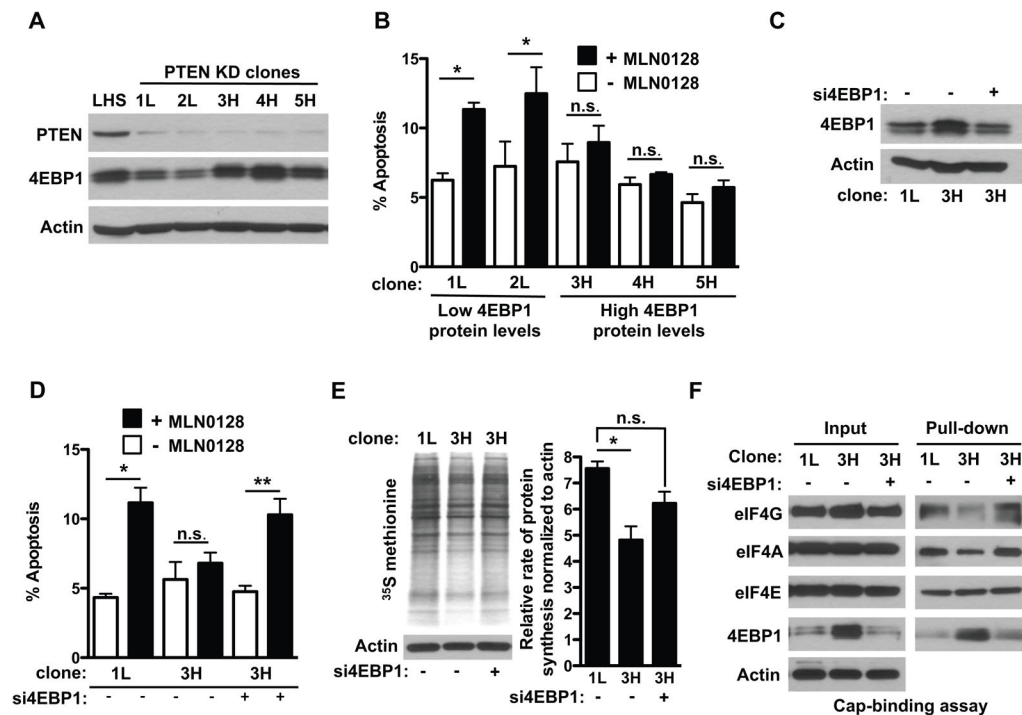 A
PTEN KD clones
LHS 1L 2L 3H 4H 5H
PTEN
4EBP1
Actin
B
+ MLN0128
- MLN0128
% Apoptosis
15
10
5
0
* * n.s. n.s. n.s.
clone: 1L 2L 3H 4H 5H
Low 4EBP1 protein levels
High 4EBP1 protein levels
C
si4EBP1: - - +
4EBP1
Actin
clone: 1L 3H 3H
D
+ MLN0128
- MLN0128
% Apoptosis
15
10
5
0
* n.s. **
clone: 1L 3H 3H
si4EBP1: - - - - + +
E
clone: 1L 3H 3H
35S methionine
Actin
si4EBP1: - - +
Relative rate of protein
synthesis normalized to actin
8
7
6
5
4
3
2
1
0
n.s.
*
1L 3H 3H
si4EBP1: - - +
F
Input Pull-down
Clone: 1L 3H 3H 1L 3H 3H
si4EBP1: - - + - - +
eIF4G
eIF4A
eIF4E
4EBP1
Actin
Cap-binding assay